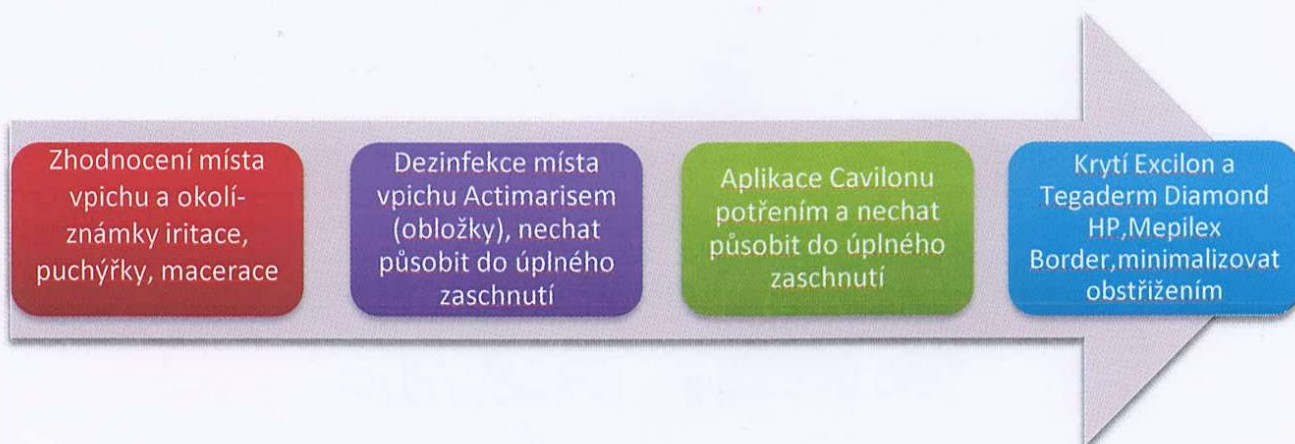 Zhodnocení místa
vpichu a okolí-
známky iritace,
puchýřky, macerace
Dezinfekce místa
vpichu Actimarisem
(obložky), nechat
působit do úplného
zaschnutí
Aplikace Cavilonu
potřením a nechat
působit do úplného
zaschnutí
Krytí Excilon a
Tegaderm Diamond
HP,Mepilex
Border,minimalizovat
obstřižením